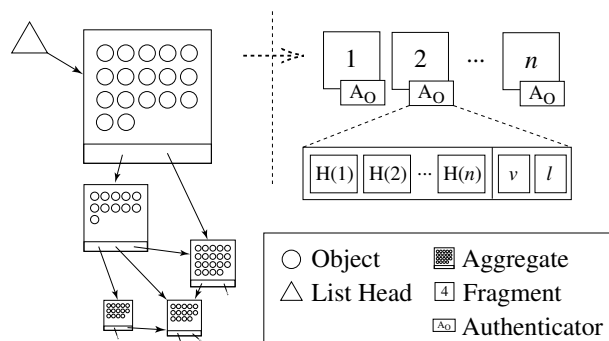 1 2 ... n
A_O A_O A_O
H(1) H(2) ... H(n) v l
Object Aggregate
List Head 4 Fragment
A_O Authenticator